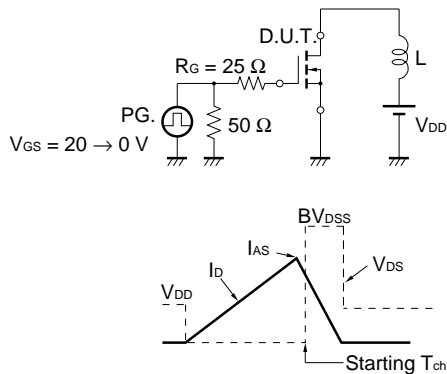 D.U.T.
RG = 25 Ω
L
PG.
50 Ω
VDD
VGS = 20 → 0 V
BVDSS
IAS
ID
VDS
VDD
Starting Tch